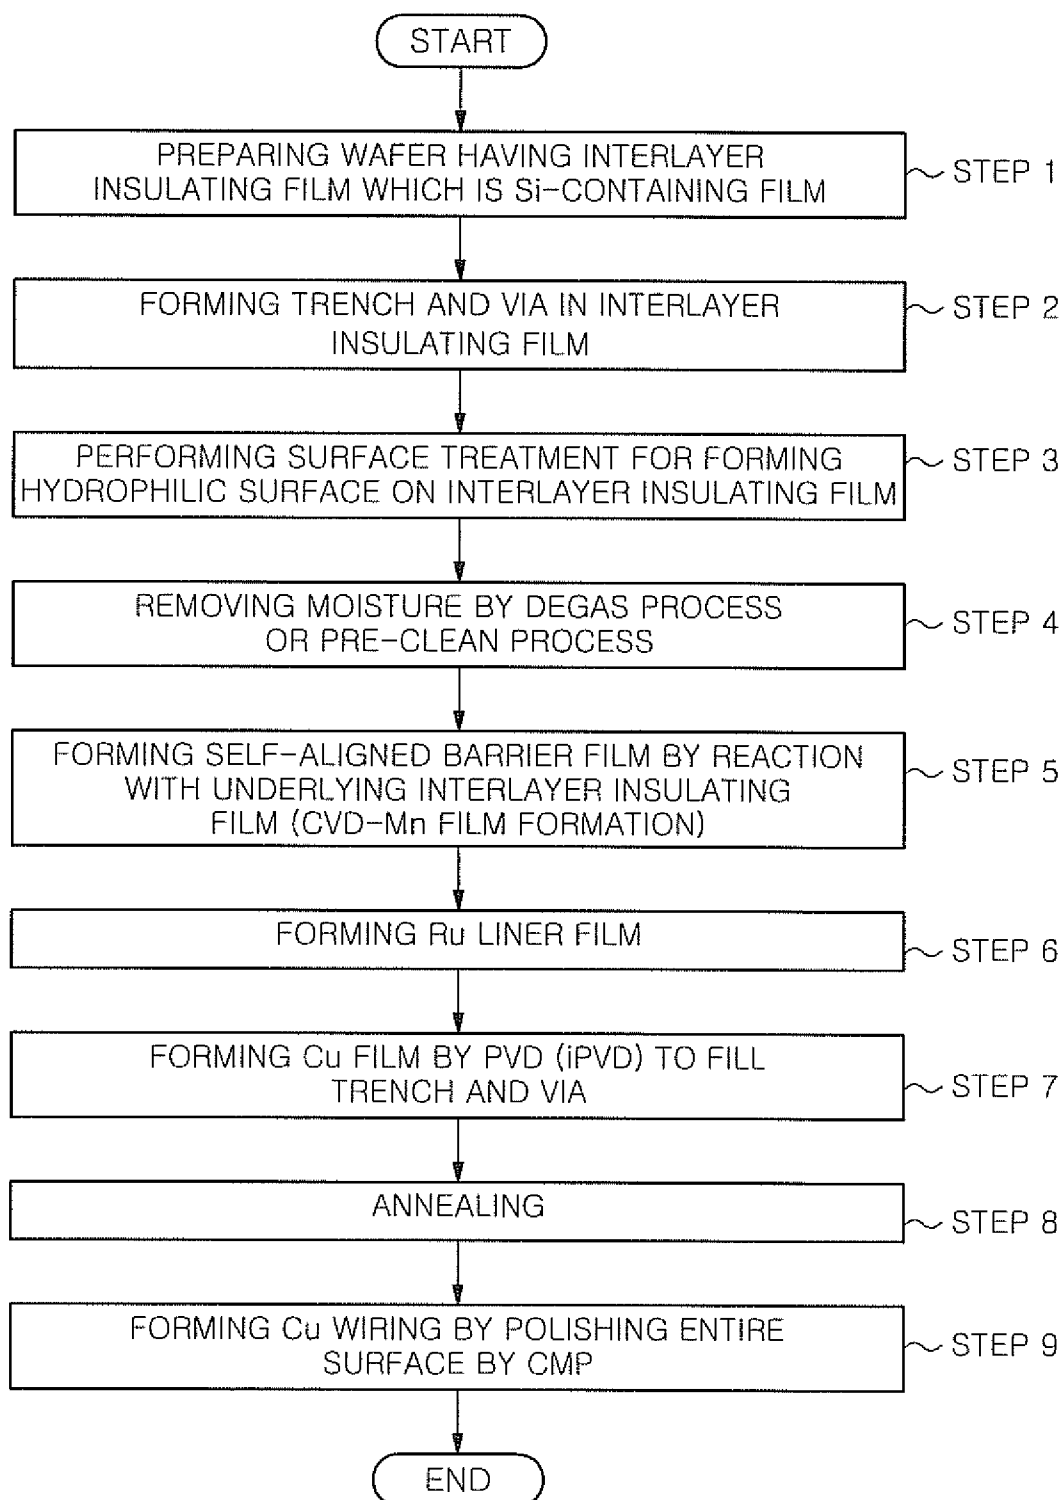 START
PREPARING WAFER HAVING INTERLAYER
INSULATING FILM WHICH IS Si-CONTAINING FILM
STEP 1
FORMING TRENCH AND VIA IN INTERLAYER
INSULATING FILM
STEP 2
PERFORMING SURFACE TREATMENT FOR FORMING
HYDROPHILIC SURFACE ON INTERLAYER INSULATING FILM
STEP 3
REMOVING MOISTURE BY DEGAS PROCESS
OR PRE-CLEAN PROCESS
STEP 4
FORMING SELF-ALIGNED BARRIER FILM BY REACTION
WITH UNDERLYING INTERLAYER INSULATING
FILM (CVD-Mn FILM FORMATION)
STEP 5
FORMING Ru LINER FILM
STEP 6
FORMING Cu FILM BY PVD (iPVD) TO FILL
TRENCH AND VIA
STEP 7
ANNEALING
STEP 8
FORMING Cu WIRING BY POLISHING ENTIRE
SURFACE BY CMP
STEP 9
END